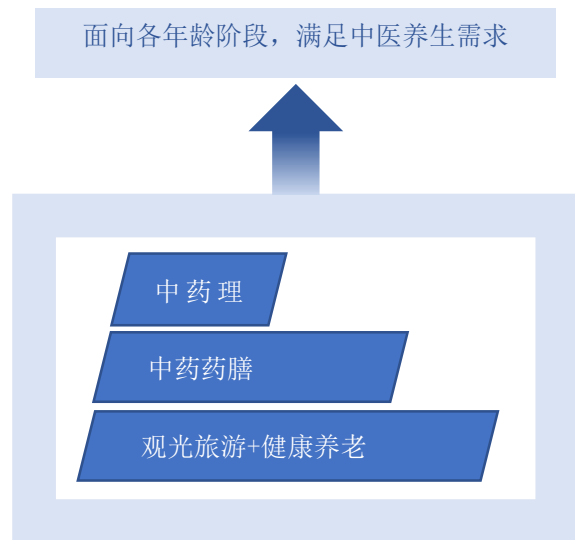 面向各年龄阶段，满足中医养生需求
中药理
中药药膳
观光旅游+健康养老